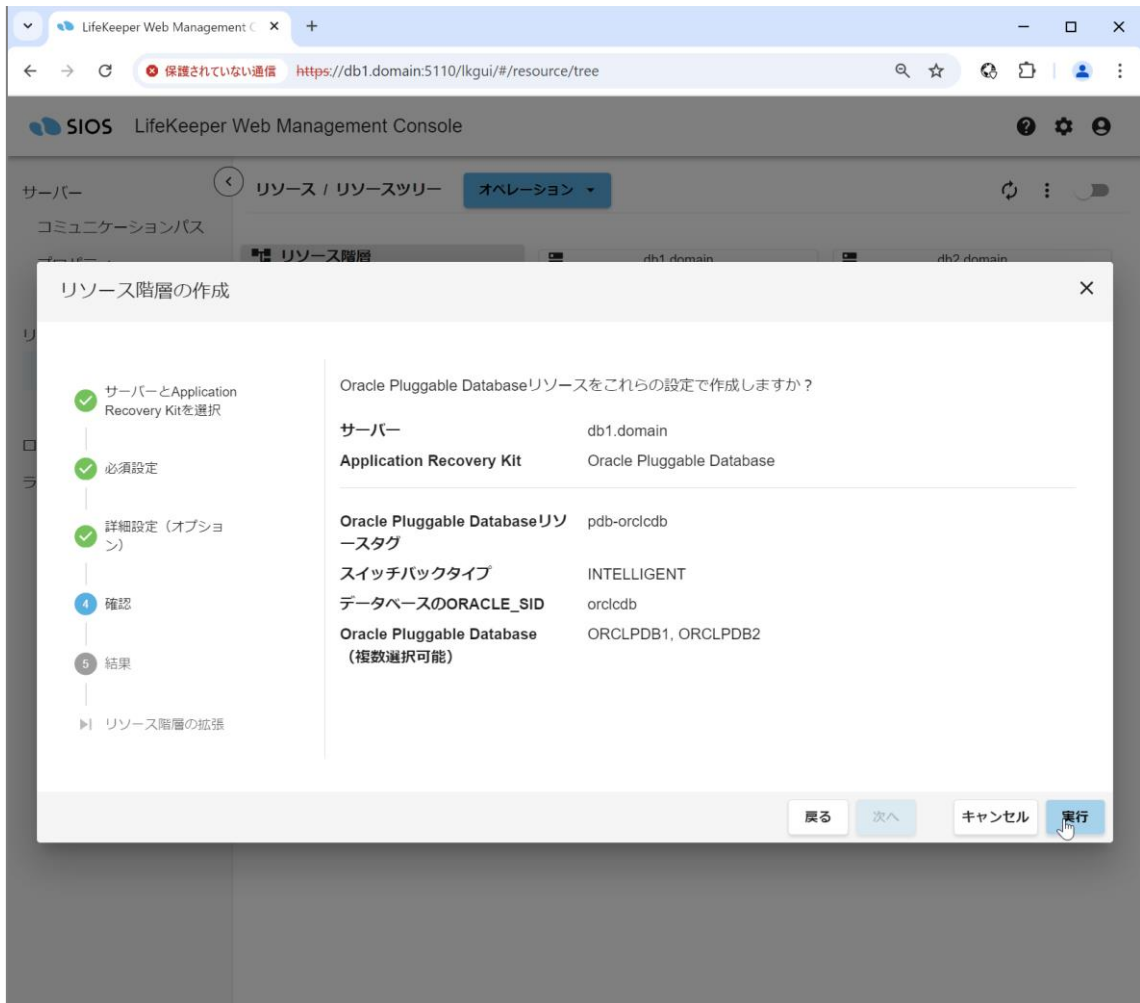 LifeKeeper Web Management C
保護されていない通信 https://db1.domain:5110/lkgui/#/resource/tree
SIOS LifeKeeper Web Management Console
サーバー
リソース / リソースツリー オペレーション
コミュニケーションパス
リソース階層 db1.domain db2.domain
リソース階層の作成
サーバーとApplication
Recovery Kitを選択
必須設定
詳細設定（オプショ
ン）
4 確認
5 結果
リソース階層の拡張
Oracle Pluggable Databaseリソースをこれらの設定で作成しますか？
サーバー db1.domain
Application Recovery Kit Oracle Pluggable Database
Oracle Pluggable Databaseリソ pdb-orclcdb
ースタグ
スイッチバックタイプ INTELLIGENT
データベースのORACLE_SID orclcdb
Oracle Pluggable Database ORCLPDB1, ORCLPDB2
（複数選択可能）
戻る 次へ キャンセル 実行